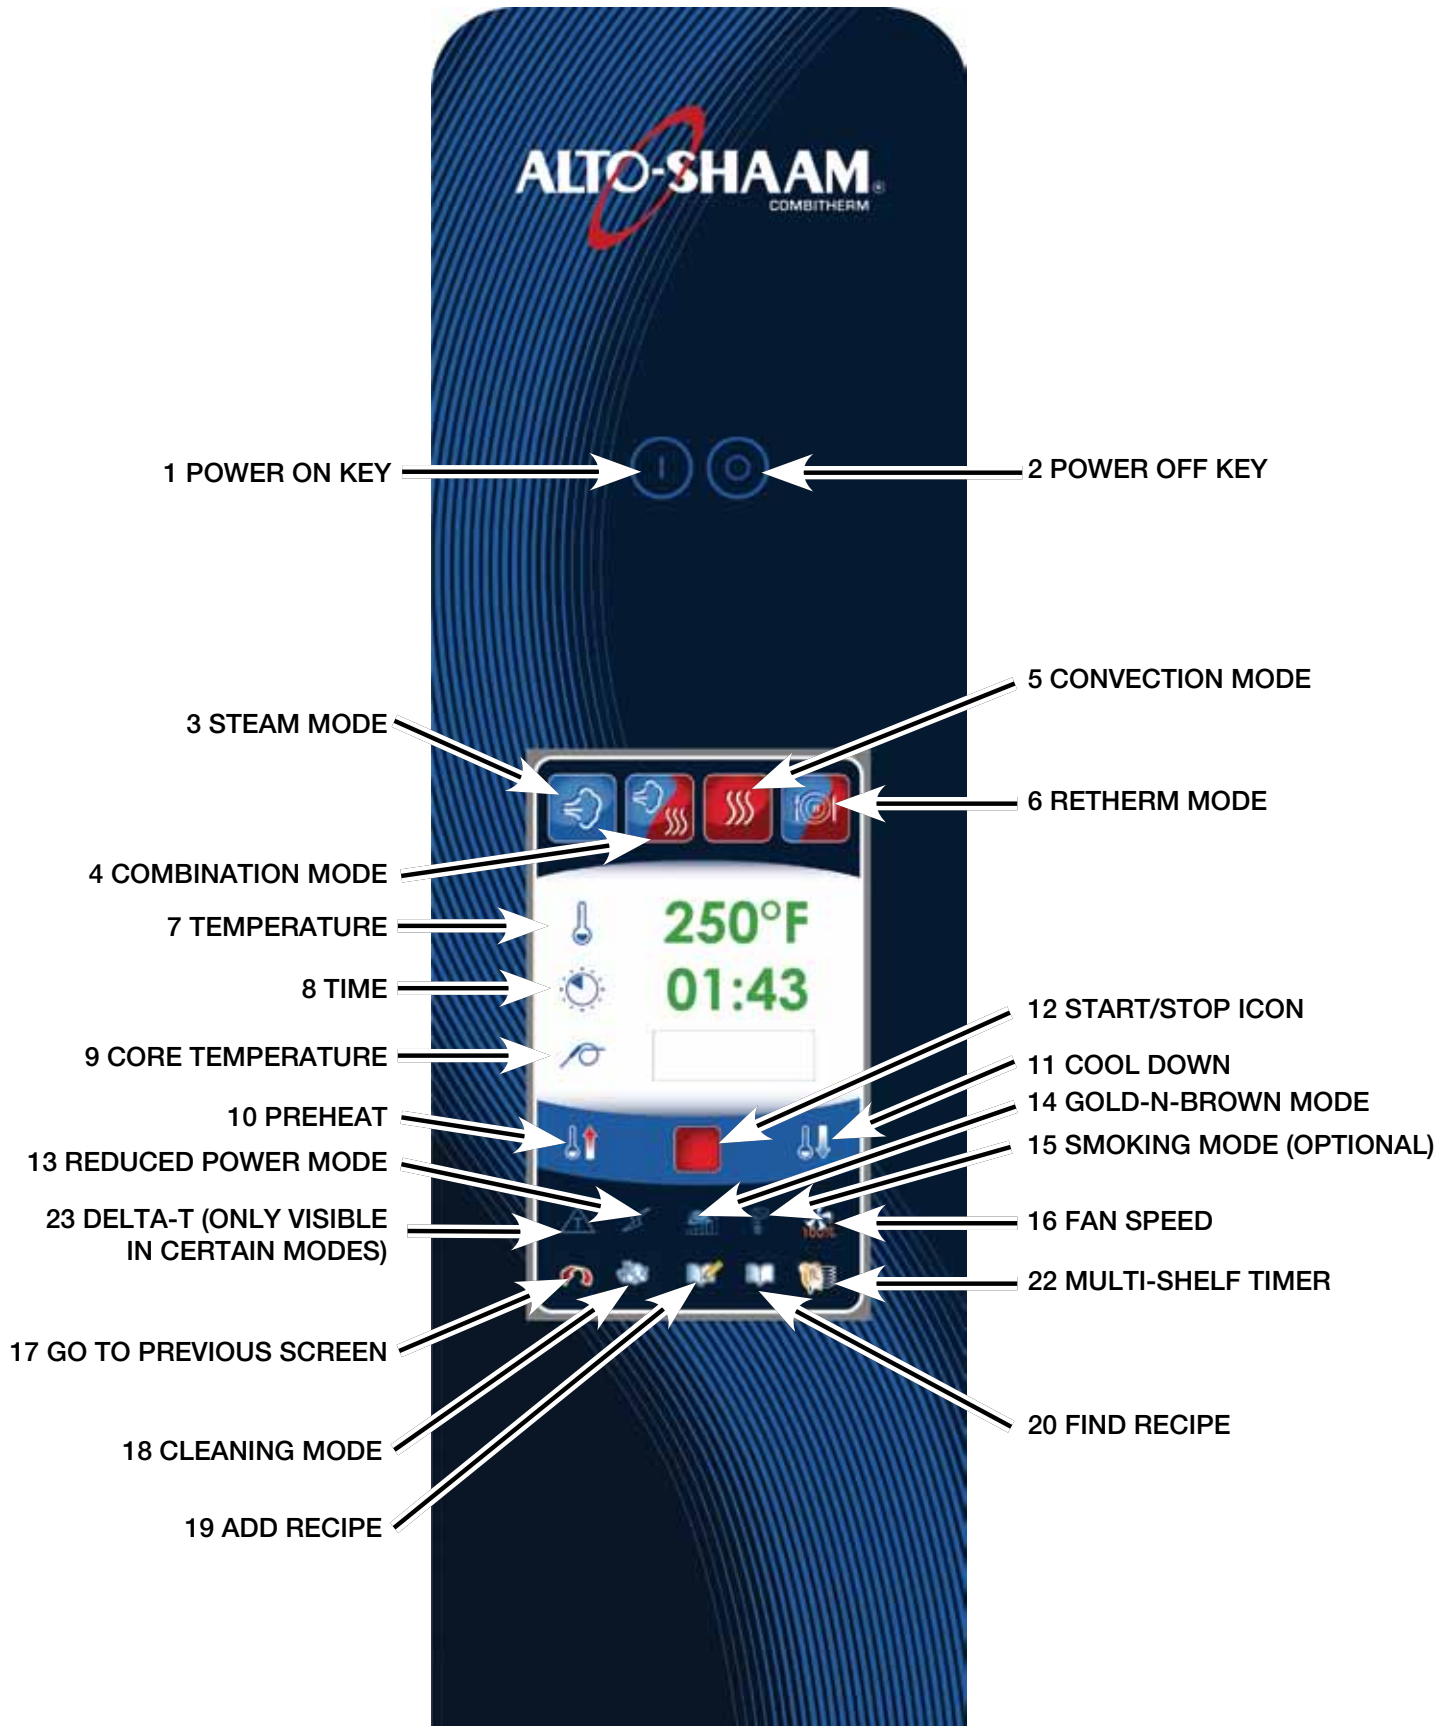 ALTO-SHAAM®
COMBITHERM
1 POWER ON KEY
2 POWER OFF KEY
5 CONVECTION MODE
3 STEAM MODE
6 RETHERM MODE
4 COMBINATION MODE
7 TEMPERATURE
250°F
8 TIME
01:43
12 START/STOP ICON
9 CORE TEMPERATURE
11 COOL DOWN
14 GOLD-N-BROWN MODE
10 PREHEAT
15 SMOKING MODE (OPTIONAL)
13 REDUCED POWER MODE
23 DELTA-T (ONLY VISIBLE
IN CERTAIN MODES)
T
100%
16 FAN SPEED
22 MULTI-SHELF TIMER
17 GO TO PREVIOUS SCREEN
20 FIND RECIPE
18 CLEANING MODE
19 ADD RECIPE